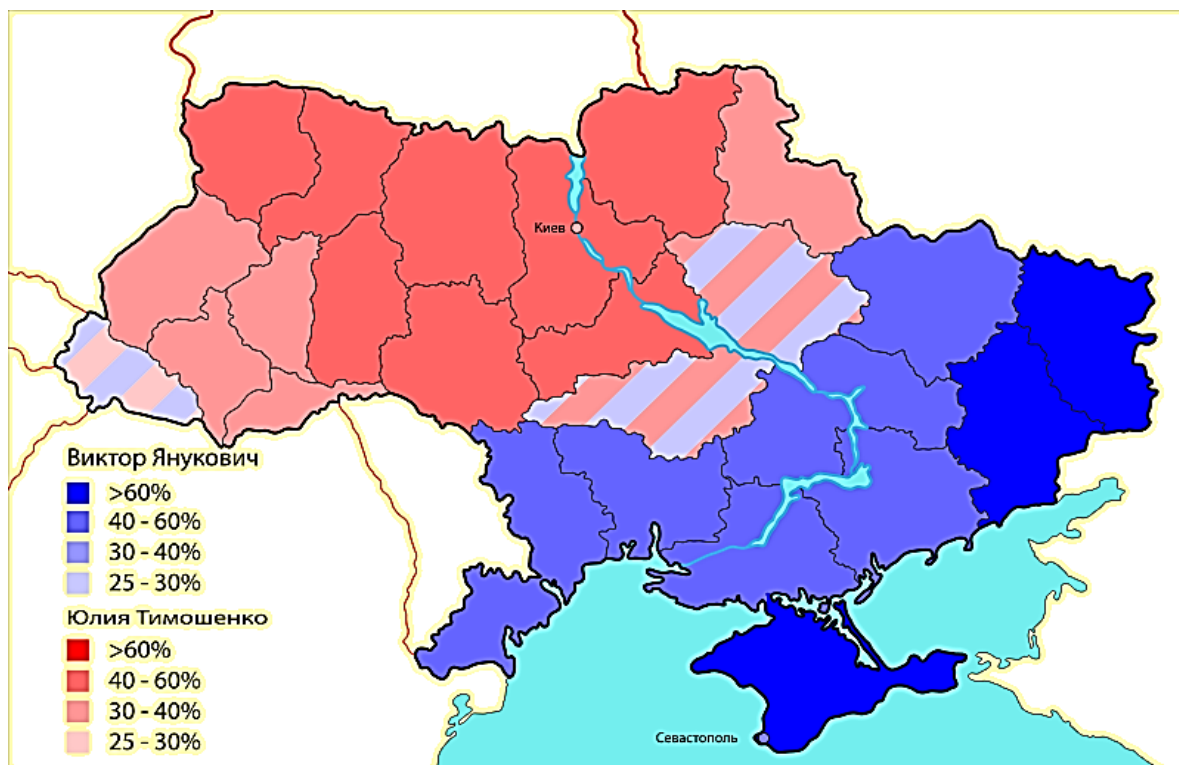 Киев
Виктор Янукович
>60%
40 - 60%
30 - 40%
25 - 30%
Юлия Тимошенко
>60%
40 - 60%
30 - 40%
25 - 30%
Севастополь